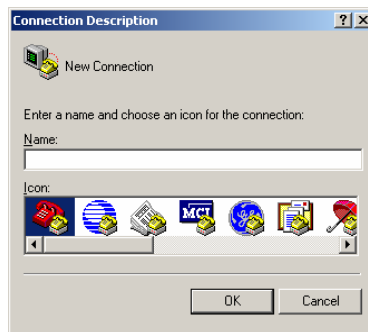 Connection Description
New Connection
Enter a name and choose an icon for the connection:
Name:
Icon:
MCI
OK Cancel